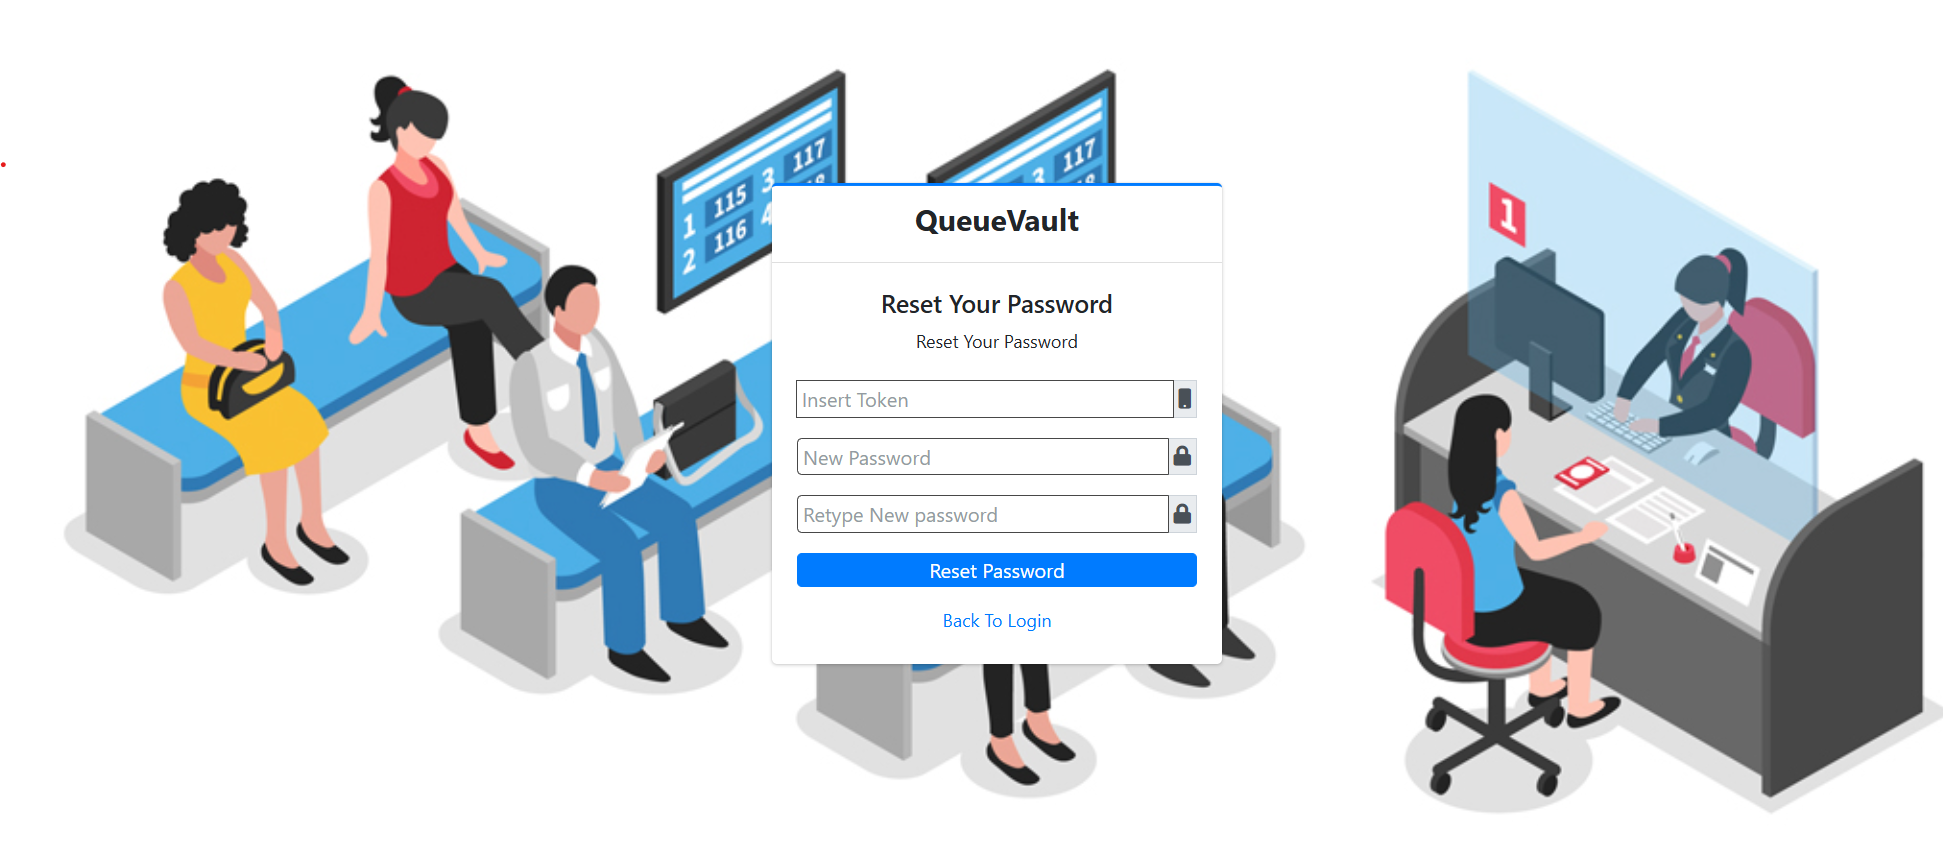 1 115 3 117
2 116 4
3 117
1
QueueVault
Reset Your Password
Reset Your Password
Insert Token
New Password
Retype New password
Reset Password
Back To Login